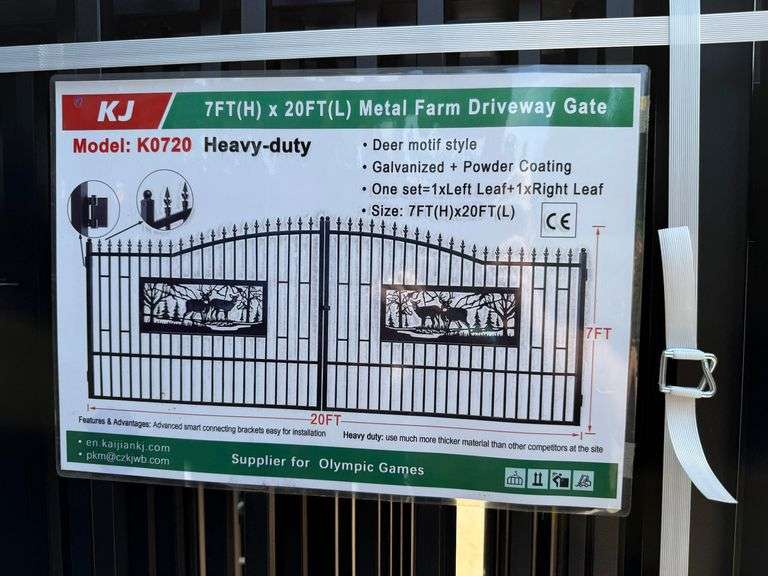 KJ
7FT(H) x 20FT(L) Metal Farm Driveway Gate
Model: K0720 Heavy-duty
• Deer motif style
• Galvanized + Powder Coating
• One set=1xLeft Leaf+1xRight Leaf
• Size: 7FT(H)x20FT(L)
CE
7FT
20FT
Features & Advantages: Advanced smart connecting brackets easy for installation
Heavy duty: use much more thicker material than other competitors at the site
• en.kaijiankj.com
• pkm@czkjwb.com
Supplier for Olympic Games